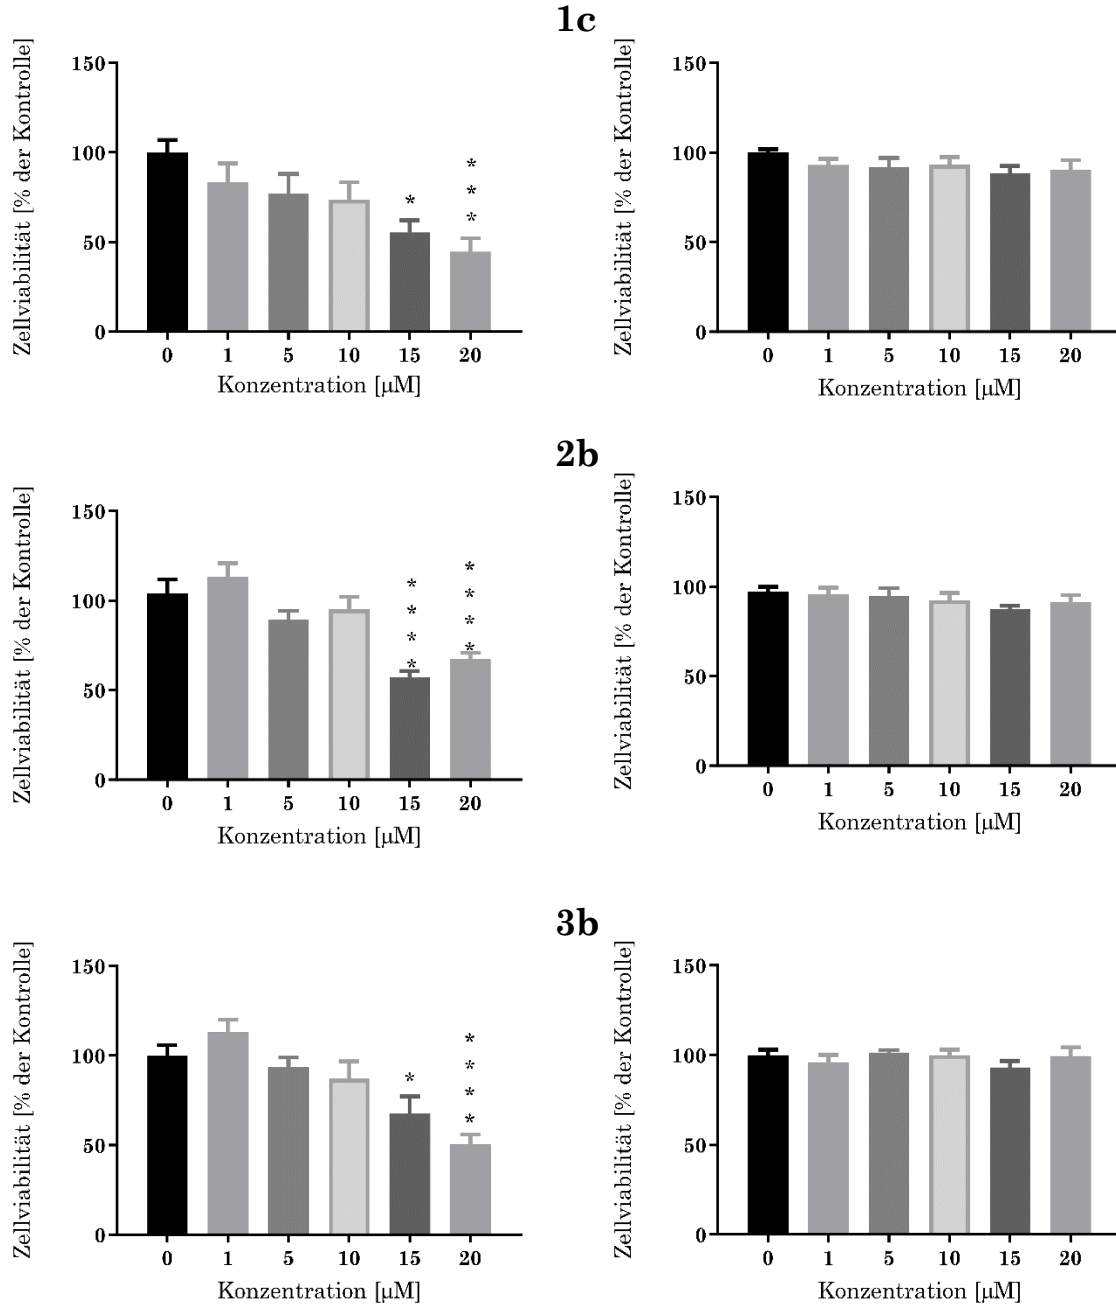 1c
Zellviabilität [% der Kontrolle]
150
100
50
0
* * * *
0 1 5 10 15 20
Konzentration [µM]
Zellviabilität [% der Kontrolle]
150
100
50
0
0 1 5 10 15 20
Konzentration [µM]
2b
Zellviabilität [% der Kontrolle]
150
100
50
0
* * * * * * * *
0 1 5 10 15 20
Konzentration [µM]
Zellviabilität [% der Kontrolle]
150
100
50
0
0 1 5 10 15 20
Konzentration [µM]
3b
Zellviabilität [% der Kontrolle]
150
100
50
0
* * * * *
0 1 5 10 15 20
Konzentration [µM]
Zellviabilität [% der Kontrolle]
150
100
50
0
0 1 5 10 15 20
Konzentration [µM]